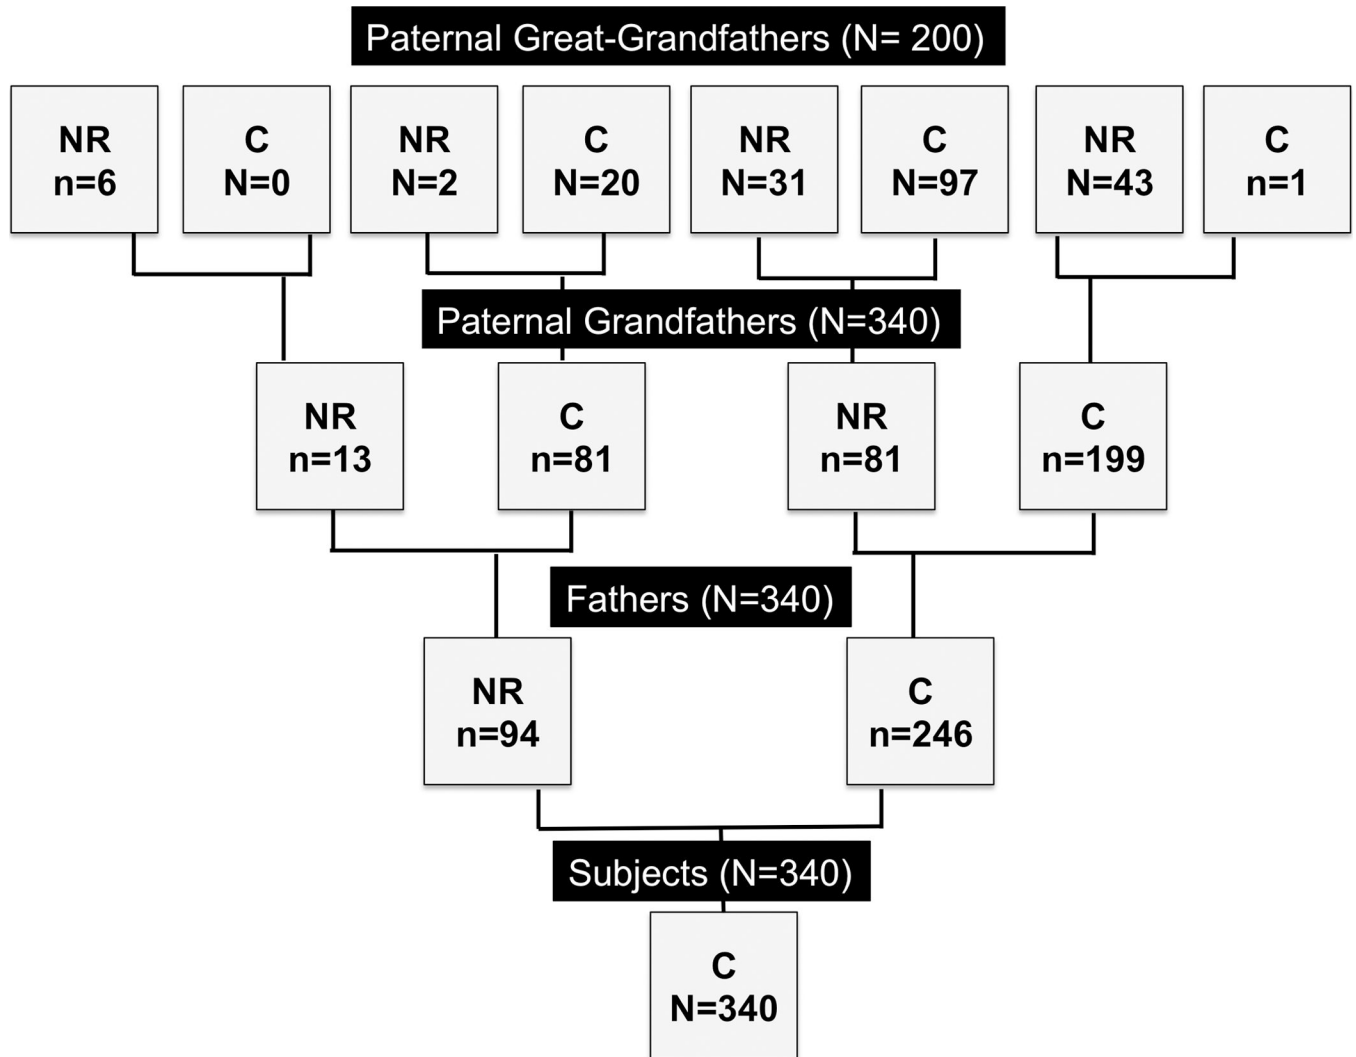 Paternal Great-Grandfathers (N= 200)
NR
n=6
C
N=0
NR
N=2
C
N=20
NR
N=31
C
N=97
NR
N=43
C
n=1
Paternal Grandfathers (N=340)
NR
n=13
C
n=81
NR
n=81
C
n=199
Fathers (N=340)
NR
n=94
C
n=246
Subjects (N=340)
C
N=340